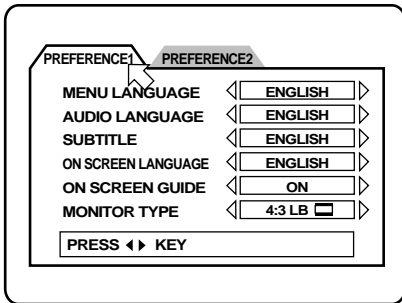 PREFERENCE1 PREFERENCE2
MENU LANGUAGE ENGLISH
AUDIO LANGUAGE ENGLISH
SUBTITLE ENGLISH
ON SCREEN LANGUAGE ENGLISH
ON SCREEN GUIDE ON
MONITOR TYPE 4:3 LB
PRESS ◀▶ KEY